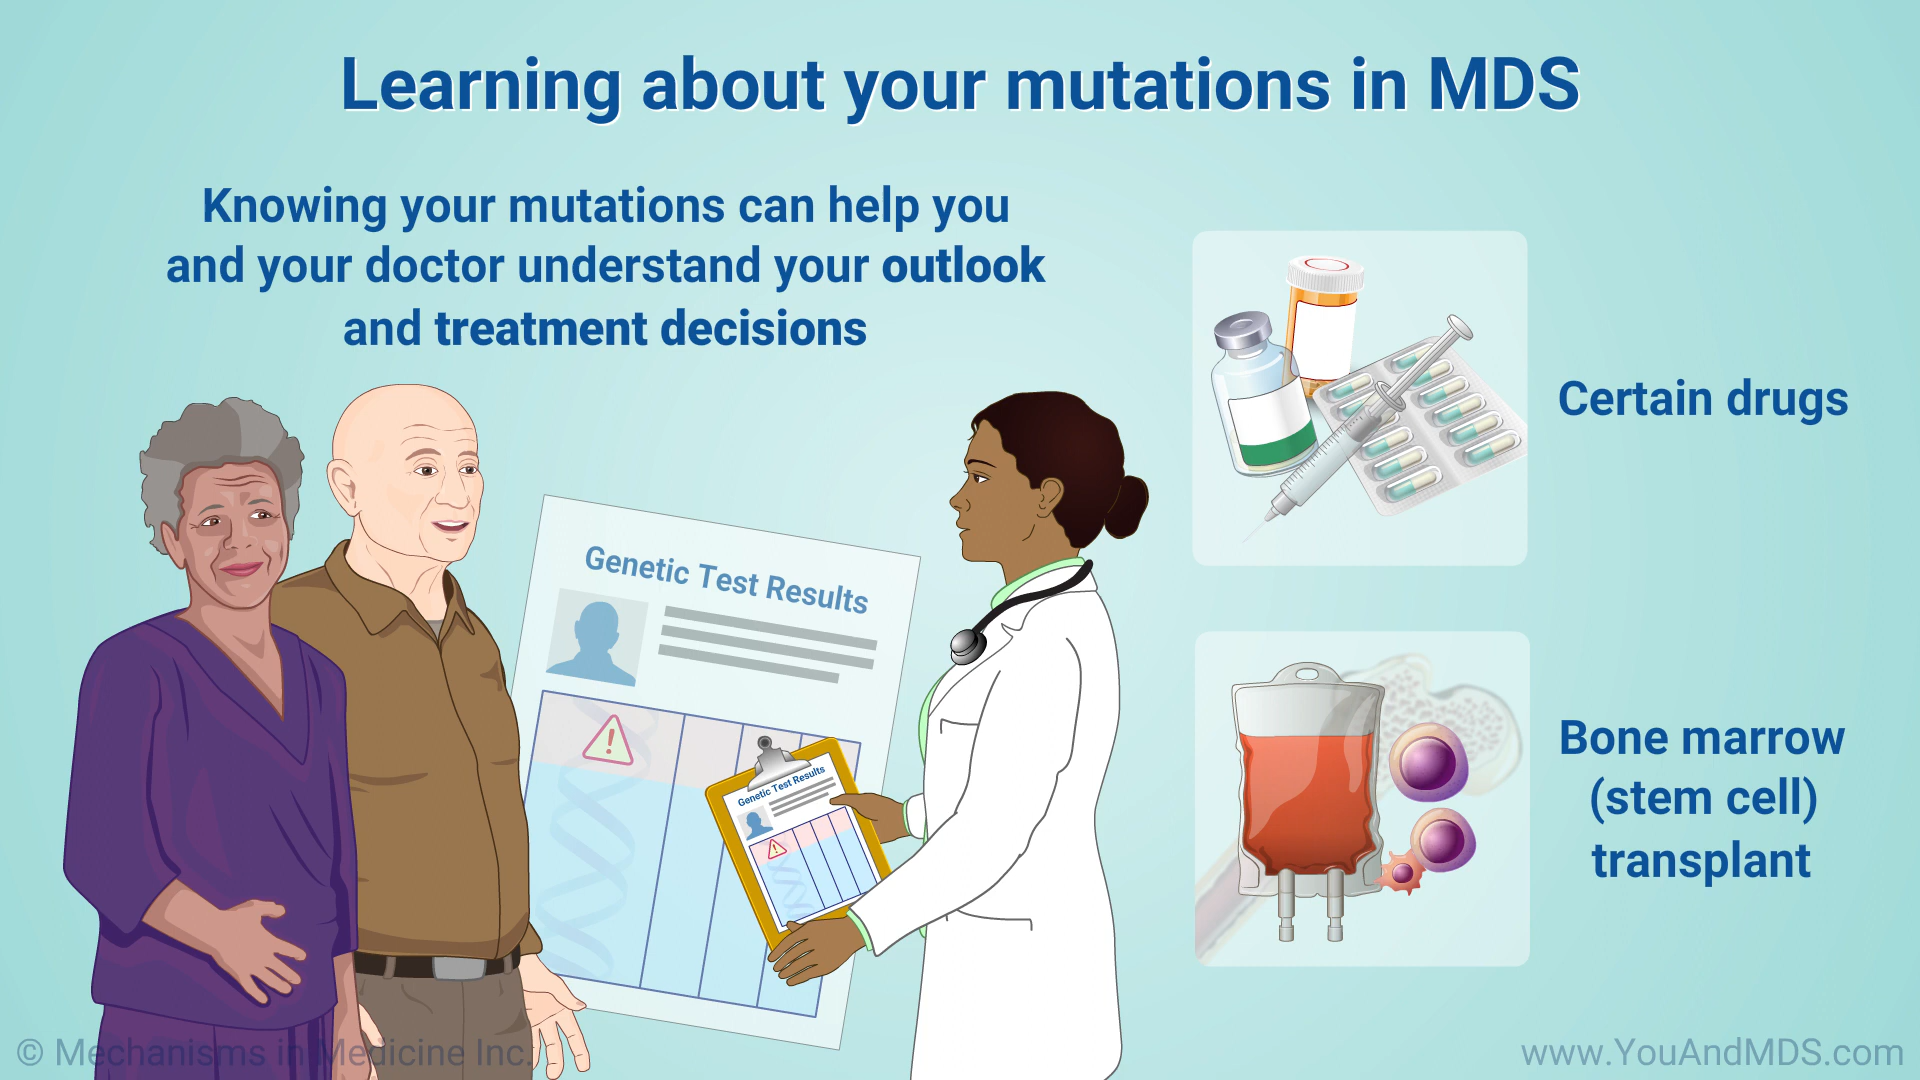 Learning about your mutations in MDS
Knowing your mutations can help you
and your doctor understand your outlook
and treatment decisions
Certain drugs
Genetic Test Results
Genetic Test Results
Bone marrow
(stem cell)
transplant
© Mechanisms in Medicine Inc.
www.YouAndMDS.com